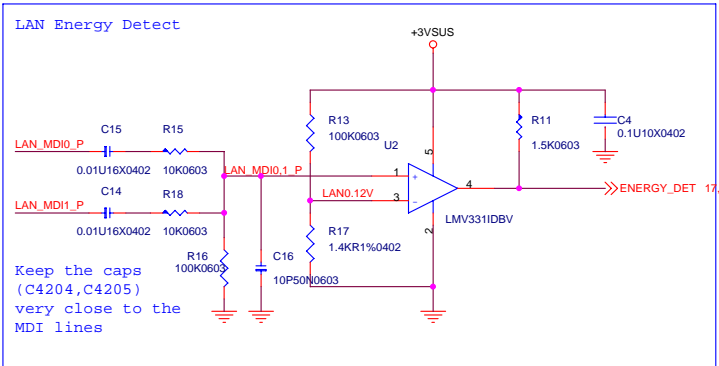 LAN Energy Detect
+3VSUS
C15
R15
R13
100K0603
R11
1.5K0603
C4
0.1U10X0402
U2
LAN_MDI0_P
0.01U16X0402
10K0603
LAN_MDI0,1_P
1
+
5
4
ENERGY_DET 17,
C14
R18
LAN_MDI1_P
LAN0.12V
3
-
2
LMV331IDBV
0.01U16X0402
10K0603
R16
100K0603
C16
10P50N0603
R17
1.4KR1%0402
Keep the caps
(C4204,C4205)
very close to the
MDI lines